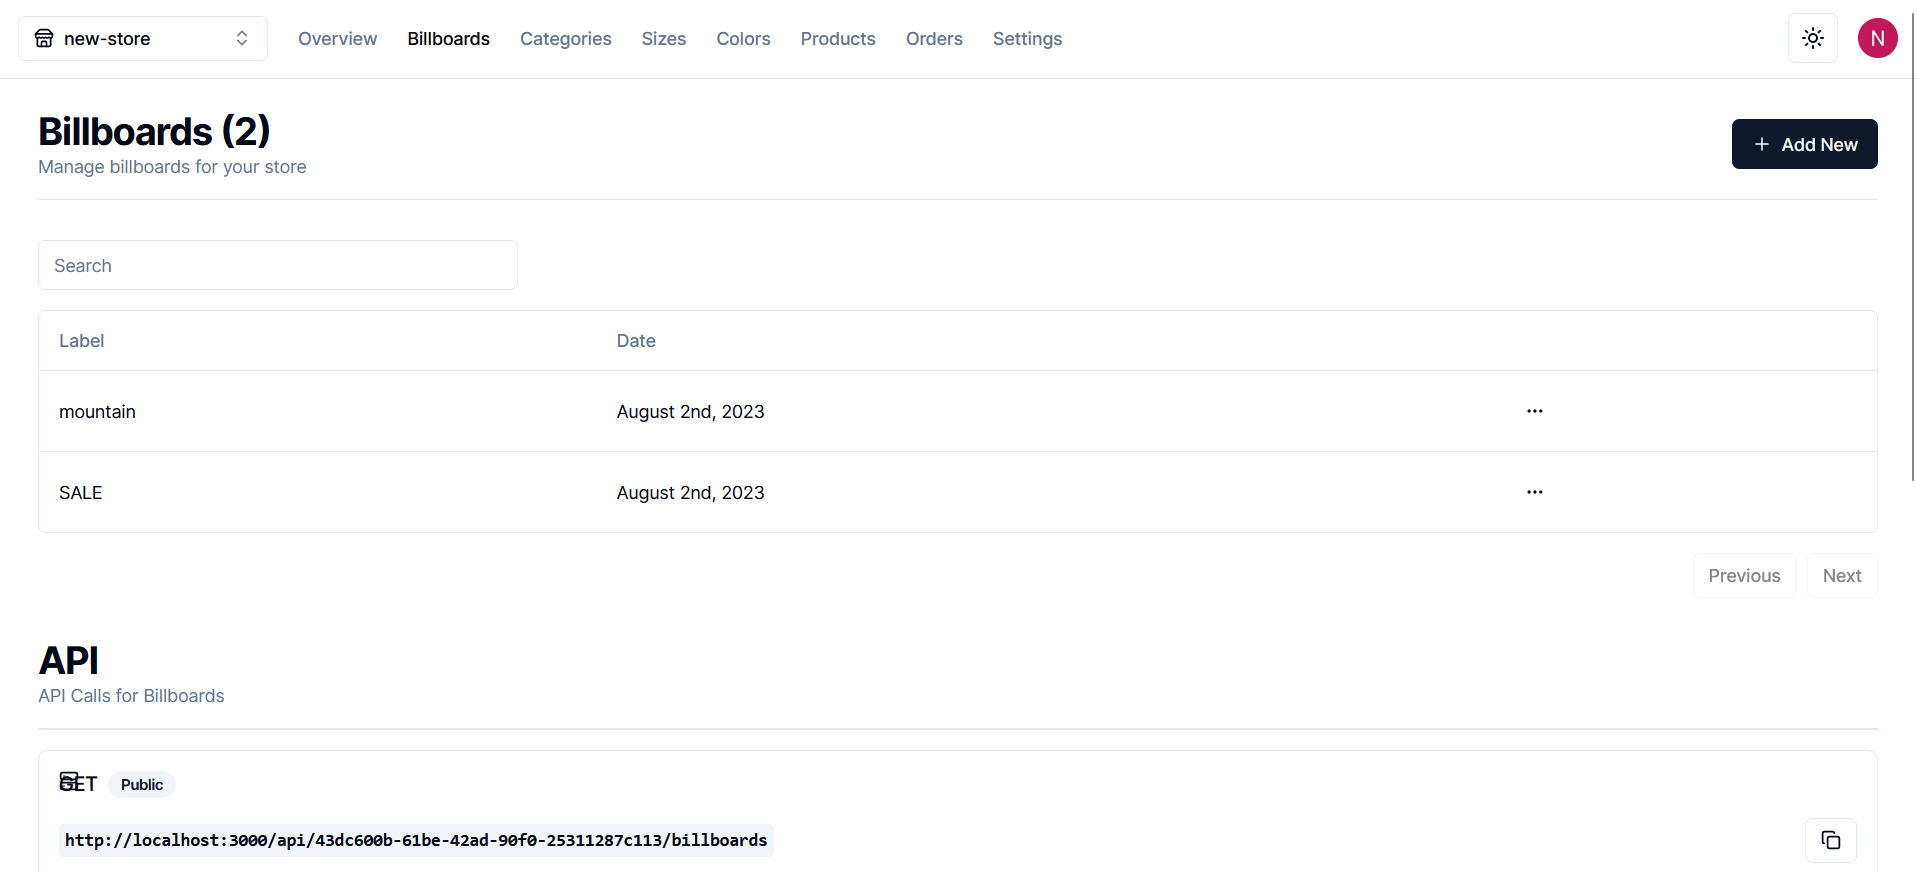 new-store Overview Billboards Categories Sizes Colors Products Orders Settings N
Billboards (2)
Manage billboards for your store
+ Add New
Search
Label Date
mountain August 2nd, 2023 ...
SALE August 2nd, 2023 ...
Previous Next
API
API Calls for Billboards
GET Public
http://localhost:3000/api/43dc600b-61be-42ad-90f0-25311287c113/billboards